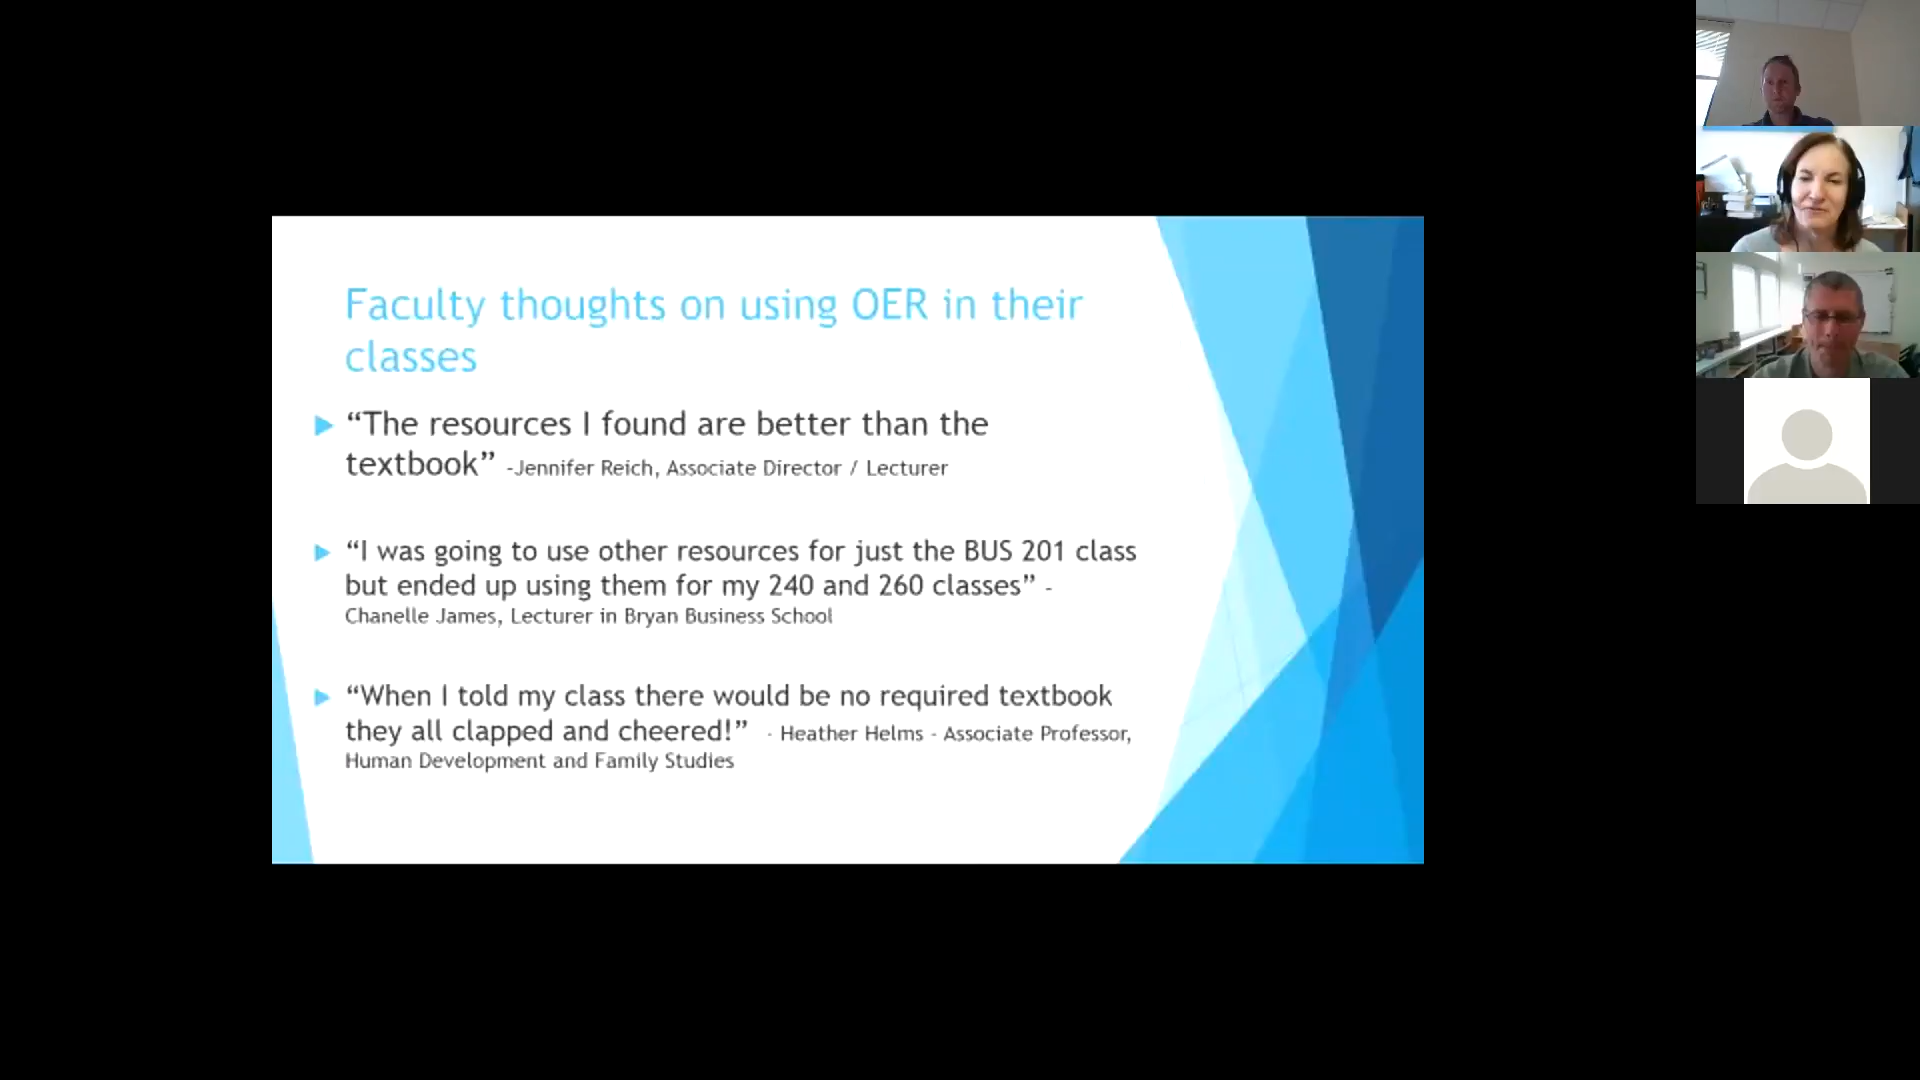 Faculty thoughts on using OER in their
classes
“The resources I found are better than the
textbook” -Jennifer Reich, Associate Director / Lecturer
“I was going to use other resources for just the BUS 201 class
but ended up using them for my 240 and 260 classes” -
Chanelle James, Lecturer in Bryan Business School
“When I told my class there would be no required textbook
they all clapped and cheered!” - Heather Helms - Associate Professor,
Human Development and Family Studies